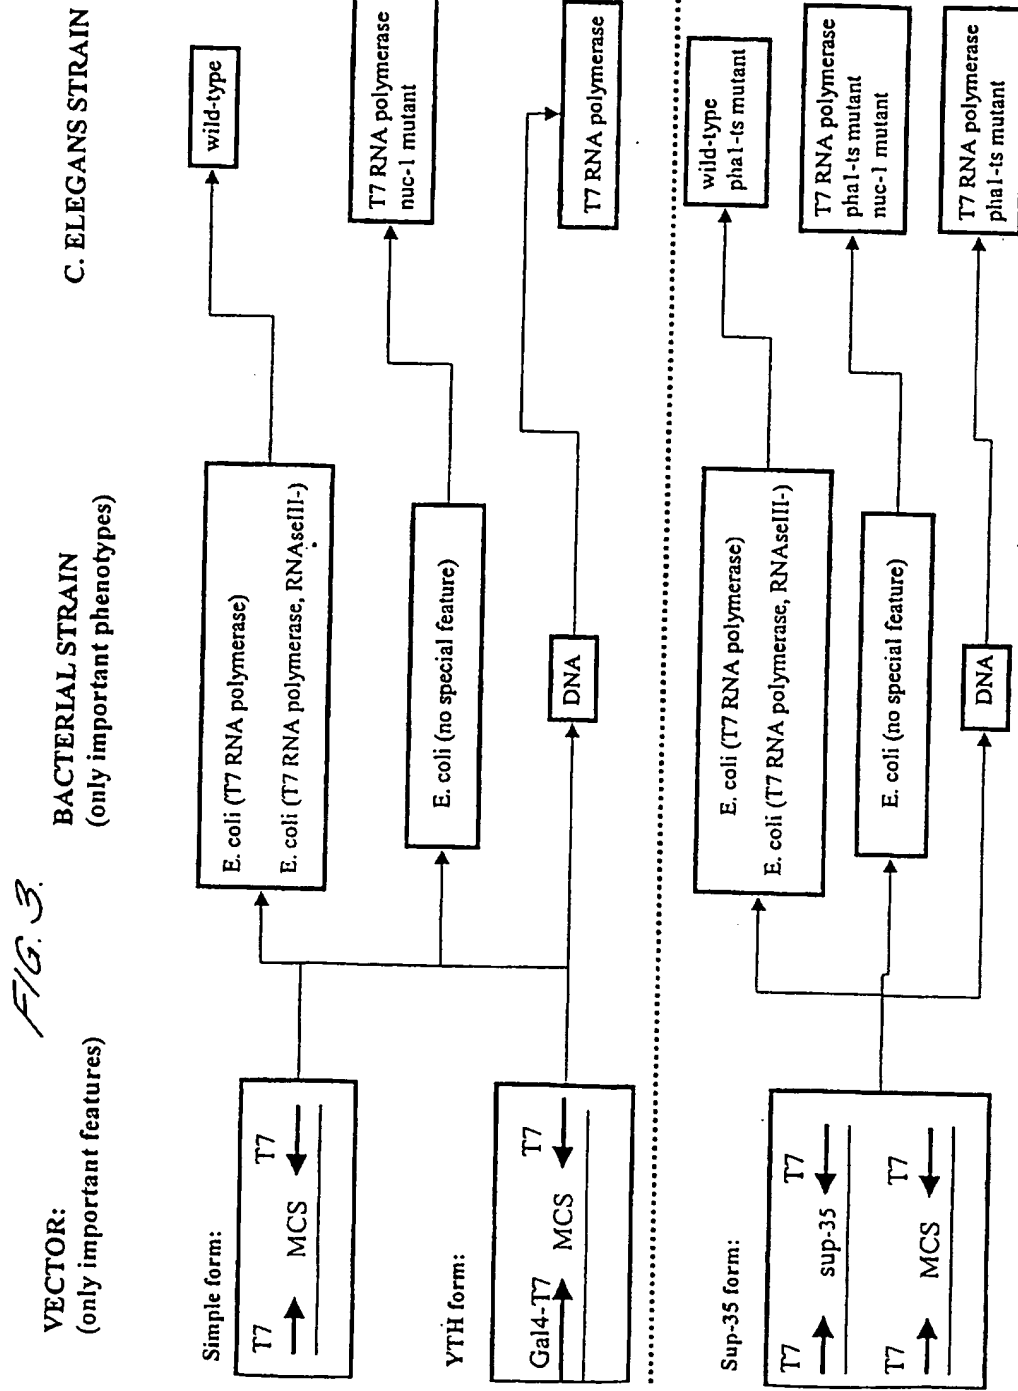 FIG. 3.
VECTOR:
(only important features)
BACTERIAL STRAIN
(only important phenotypes)
C. ELEGANS STRAIN
Simple form:
T7 T7
MCS
E. coli (T7 RNA polymerase)
E. coli (T7 RNA polymerase, RNAseIII-)
wild-type
E. coli (no special feature)
T7 RNA polymerase
nuc-1 mutant
YTH form:
Gal4-T7 T7
MCS
DNA
T7 RNA polymerase
Sup-35 form:
T7 T7
sup-35
T7 T7
MCS
E. coli (T7 RNA polymerase)
E. coli (T7 RNA polymerase, RNAseIII-)
wild-type
pha1-ts mutant
E. coli (no special feature)
T7 RNA polymerase
pha1-ts mutant
nuc-1 mutant
DNA
T7 RNA polymerase
pha1-ts mutant